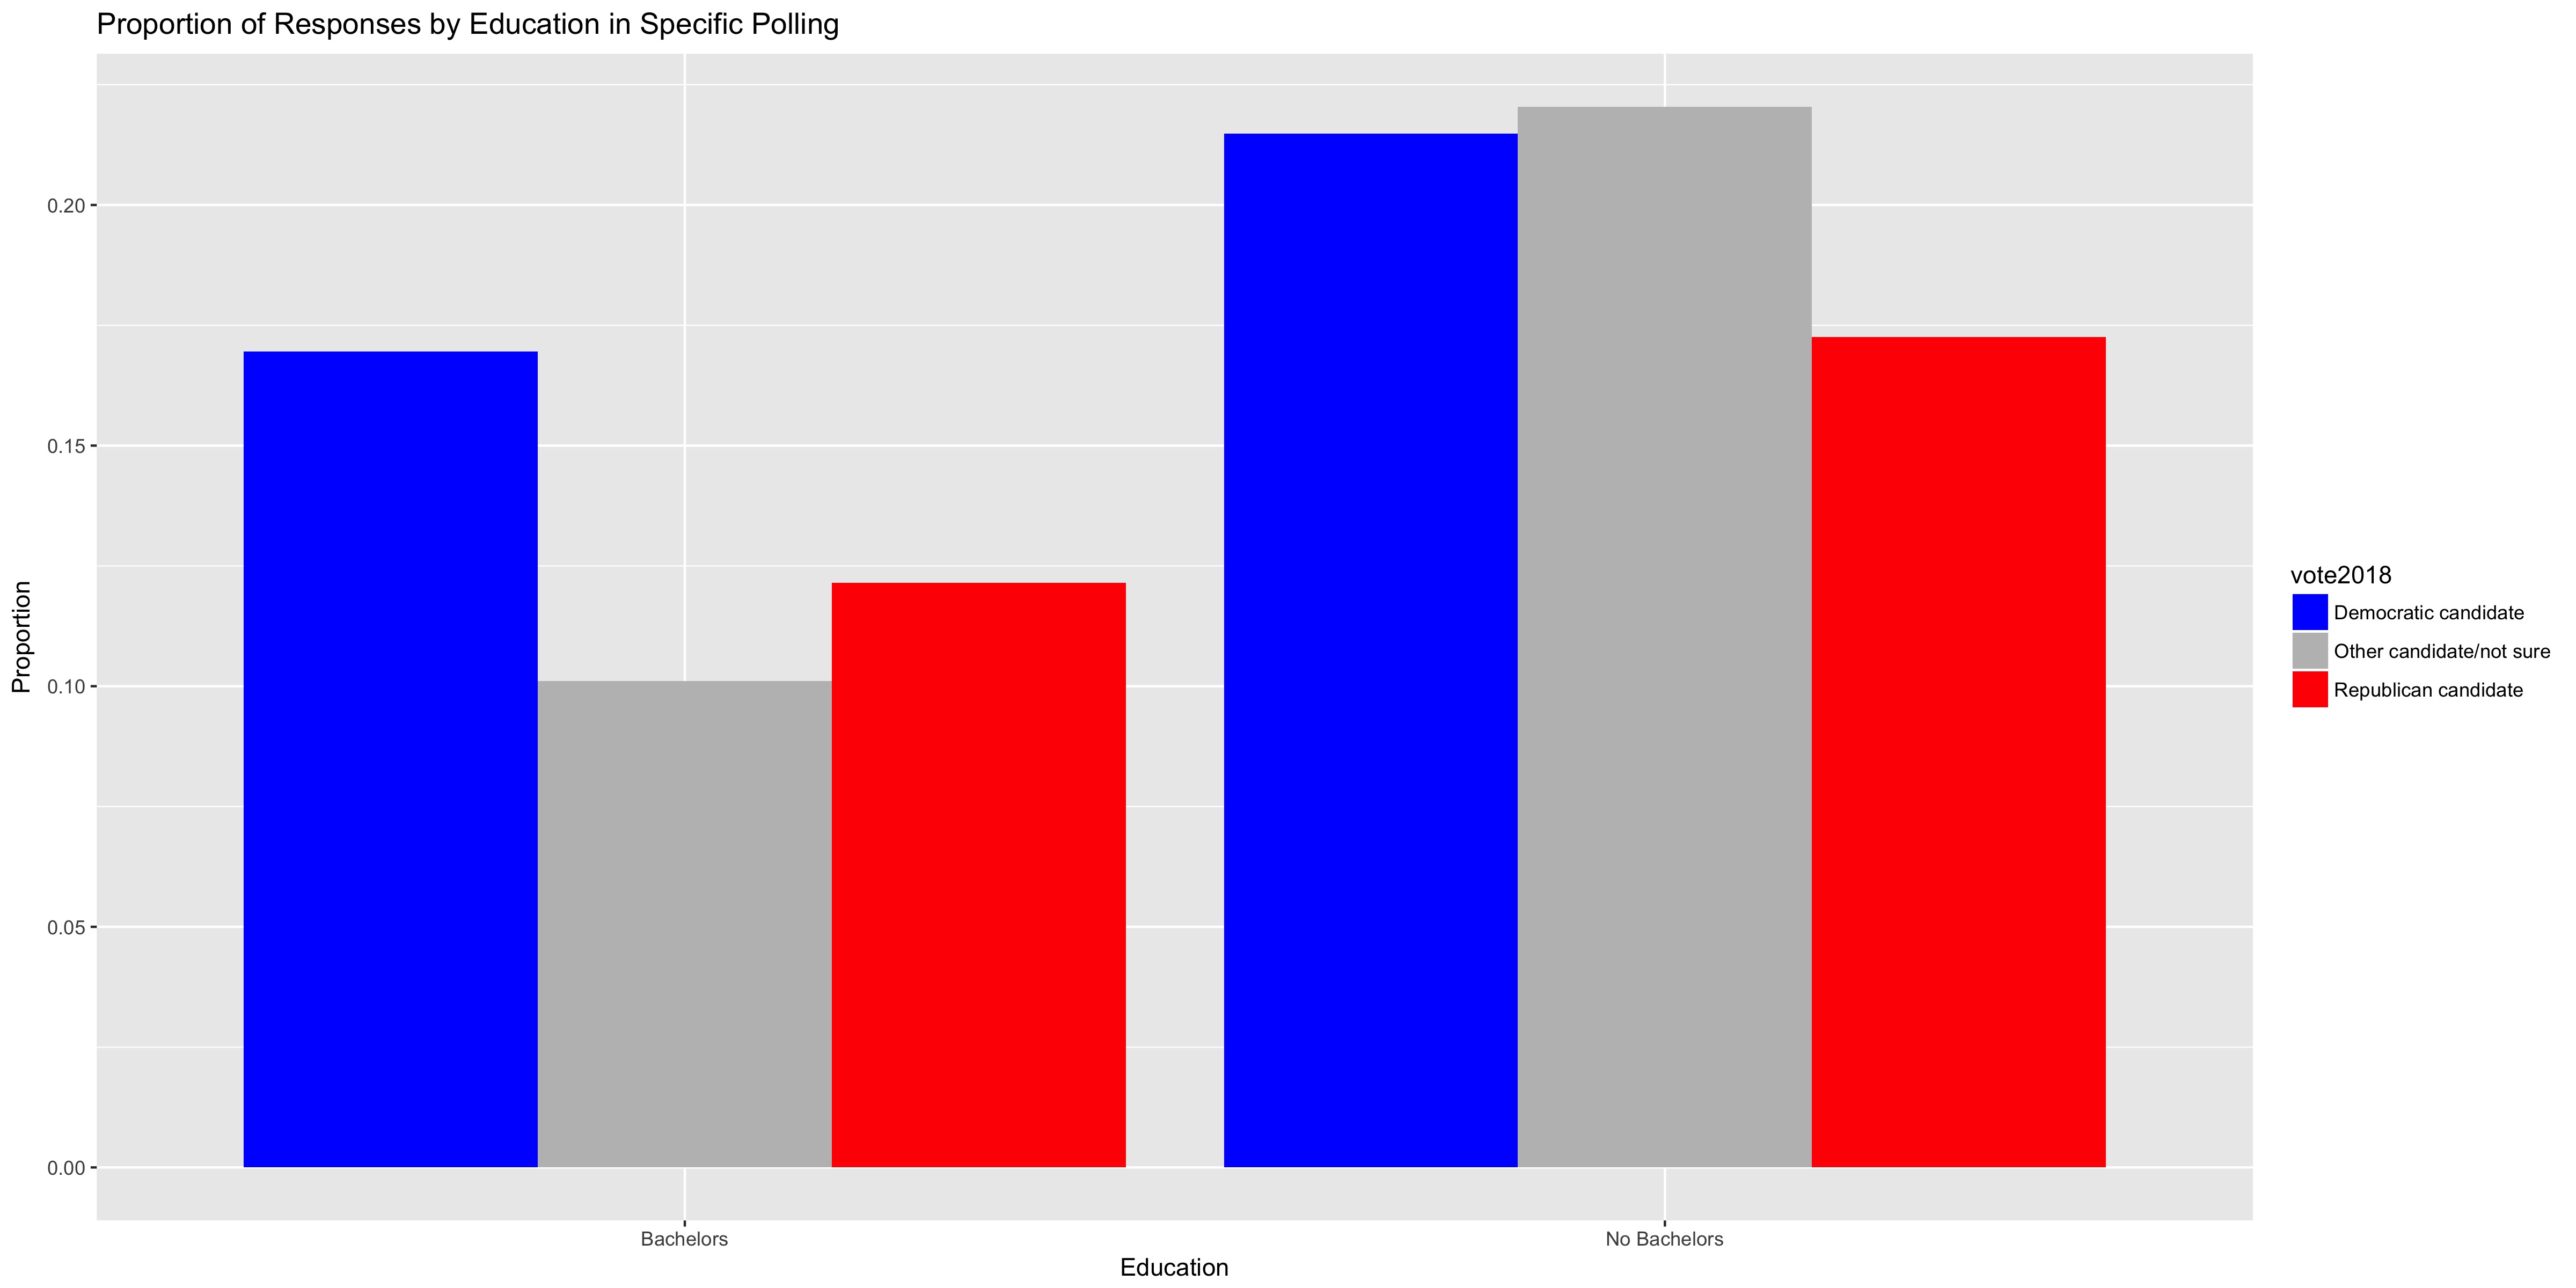 Proportion of Responses by Education in Specific Polling
Proportion
0.20
0.15
0.10
0.05
0.00
Bachelors
No Bachelors
Education
vote2018
Democratic candidate
Other candidate/not sure
Republican candidate